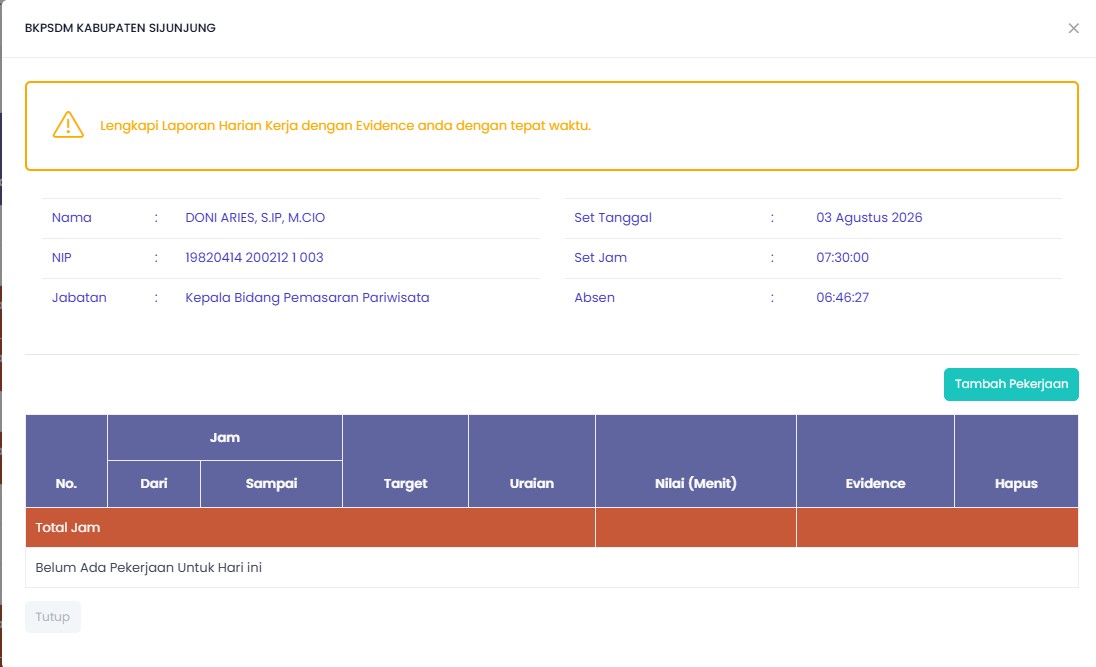 BKPSDM KABUPATEN SIJUNJUNG
Lengkapi Laporan Harian Kerja dengan Evidence anda dengan tepat waktu.
Nama : DONI ARIES, S.IP, M.CIO
NIP : 19820414 200212 1 003
Jabatan : Kepala Bidang Pemasaran Pariwisata
Set Tanggal : 03 Agustus 2026
Set Jam : 07:30:00
Absen : 06:46:27
Tambah Pekerjaan
Jam
No. Dari Sampai Target Uraian Nilai (Menit) Evidence Hapus
Total Jam
Belum Ada Pekerjaan Untuk Hari ini
Tutup